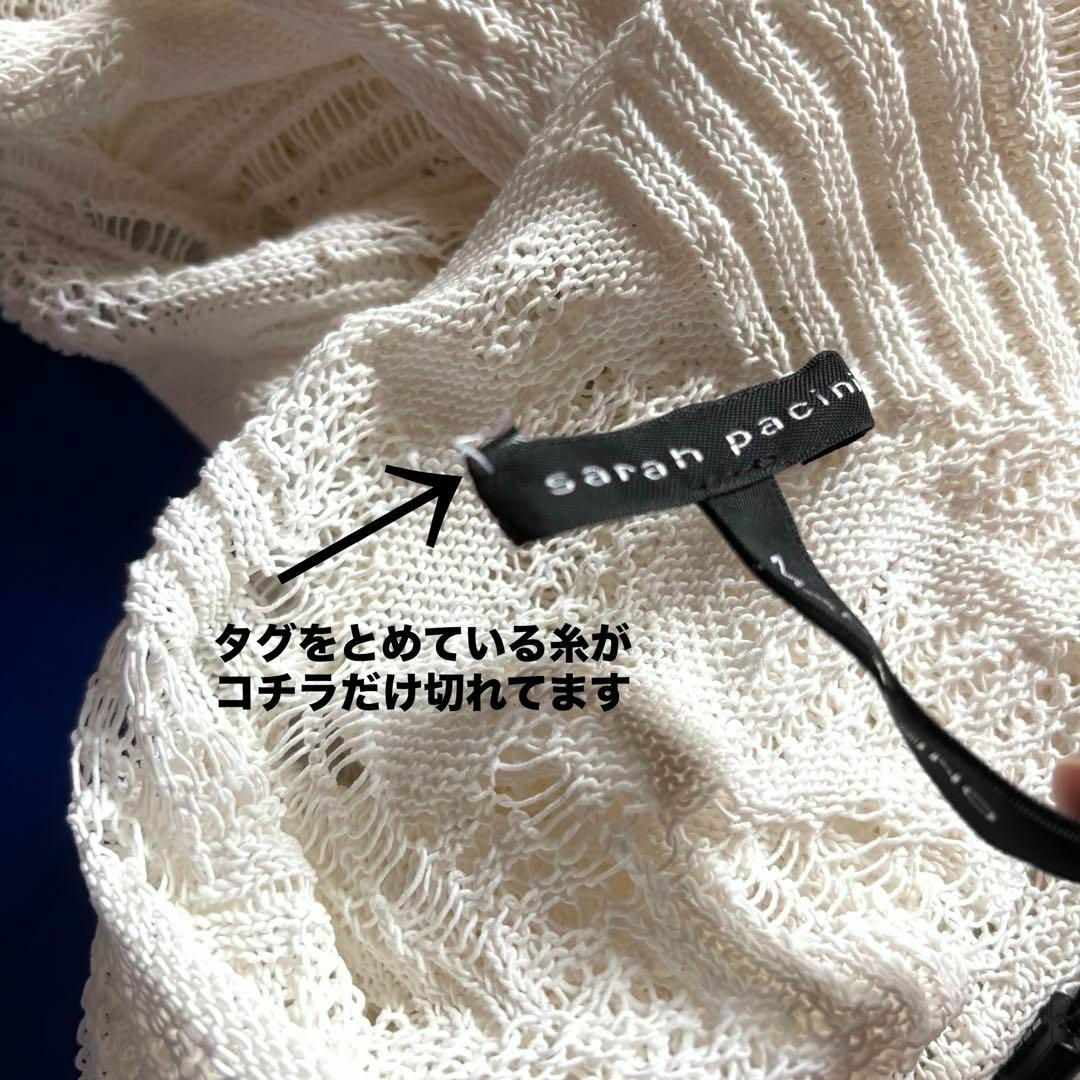 sarah pacini
タグをとめている糸が
コチラだけ切れてます